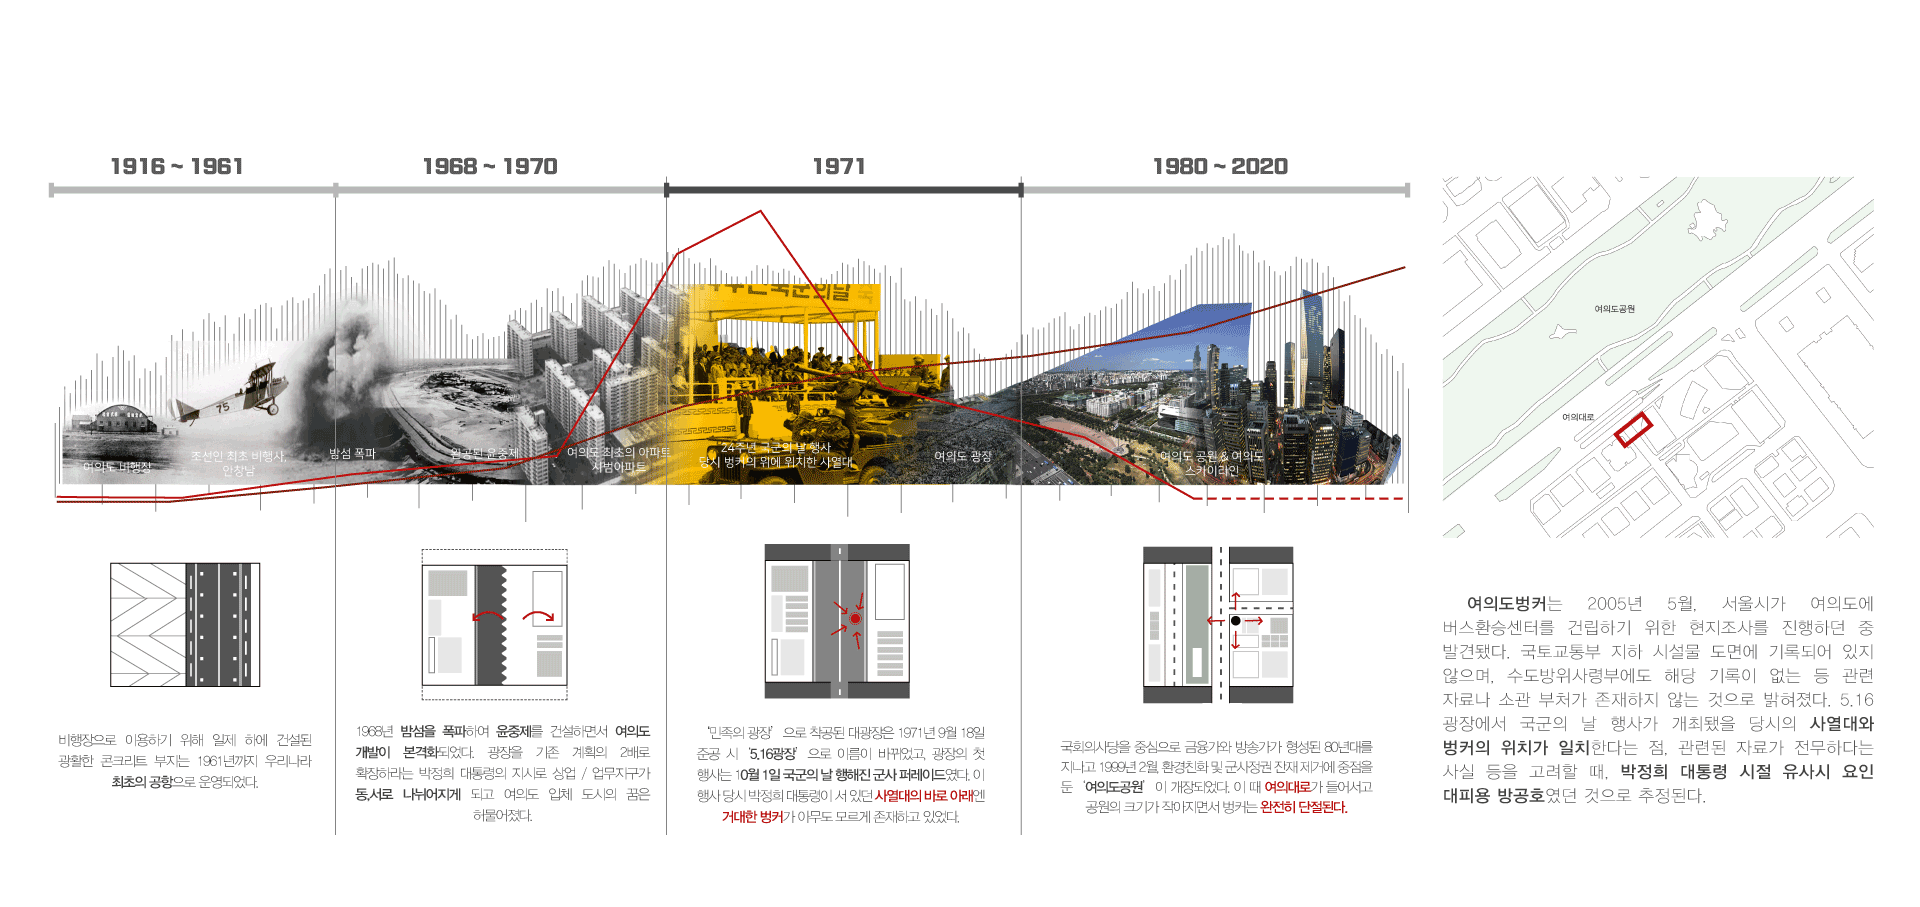 1916 ~ 1961
1968 ~ 1970
1971
1980 ~ 2020
여의도 비행장
조선인 최초 비행사,
안창남
밤섬 폭파
완공된 윤중제
여의도 최초의 아파트
시범아파트
24주년 국군의 날 행사
당시 벙커의 위에 위치한 사열대
여의도 광장
여의도 공원 & 여의도
스카이라인
75
여의도공원
여의대로
비행장으로 이용하기 위해 일제 하에 건설된
광활한 콘크리트 부지는 1961년까지 우리나라
최초의 공항으로 운영되었다.
1968년 밤섬을 폭파하여 윤중제를 건설하면서 여의도
개발이 본격화되었다. 광장을 기존 계획의 2배로
확장하라는 박정희 대통령의 지시로 상업 / 업무지구가
동,서로 나뉘어지게 되고 여의도 입체 도시의 꿈은
허물어졌다.
'민족의 광장' 으로 착공된 대광장은 1971년 9월 18일
준공 시 '5.16광장' 으로 이름이 바뀌었고, 광장의 첫
행사는 10월 1일 국군의 날 행해진 군사 퍼레이드였다. 이
행사 당시 박정희 대통령이 서 있던 사열대의 바로 아래엔
거대한 벙커가 아무도 모르게 존재하고 있었다.
국회의사당을 중심으로 금융가와 방송가가 형성된 80년대를
지나고 1999년 2월, 환경친화 및 군사정권 잔재 제거에 중점을
둔 '여의도공원' 이 개장되었다. 이 때 여의대로가 들어서고
공원의 크기가 작아지면서 벙커는 완전히 단절된다.
여의도벙커는 2005년 5월, 서울시가 여의도에
버스환승센터를 건립하기 위한 현지조사를 진행하던 중
발견됐다. 국토교통부 지하 시설물 도면에 기록되어 있지
않으며, 수도방위사령부에도 해당 기록이 없는 등 관련
자료나 소관 부처가 존재하지 않는 것으로 밝혀졌다. 5.16
광장에서 국군의 날 행사가 개최됐을 당시의 사열대와
벙커의 위치가 일치한다는 점, 관련된 자료가 전무하다는
사실 등을 고려할 때, 박정희 대통령 시절 유사시 요인
대피용 방공호였던 것으로 추정된다.